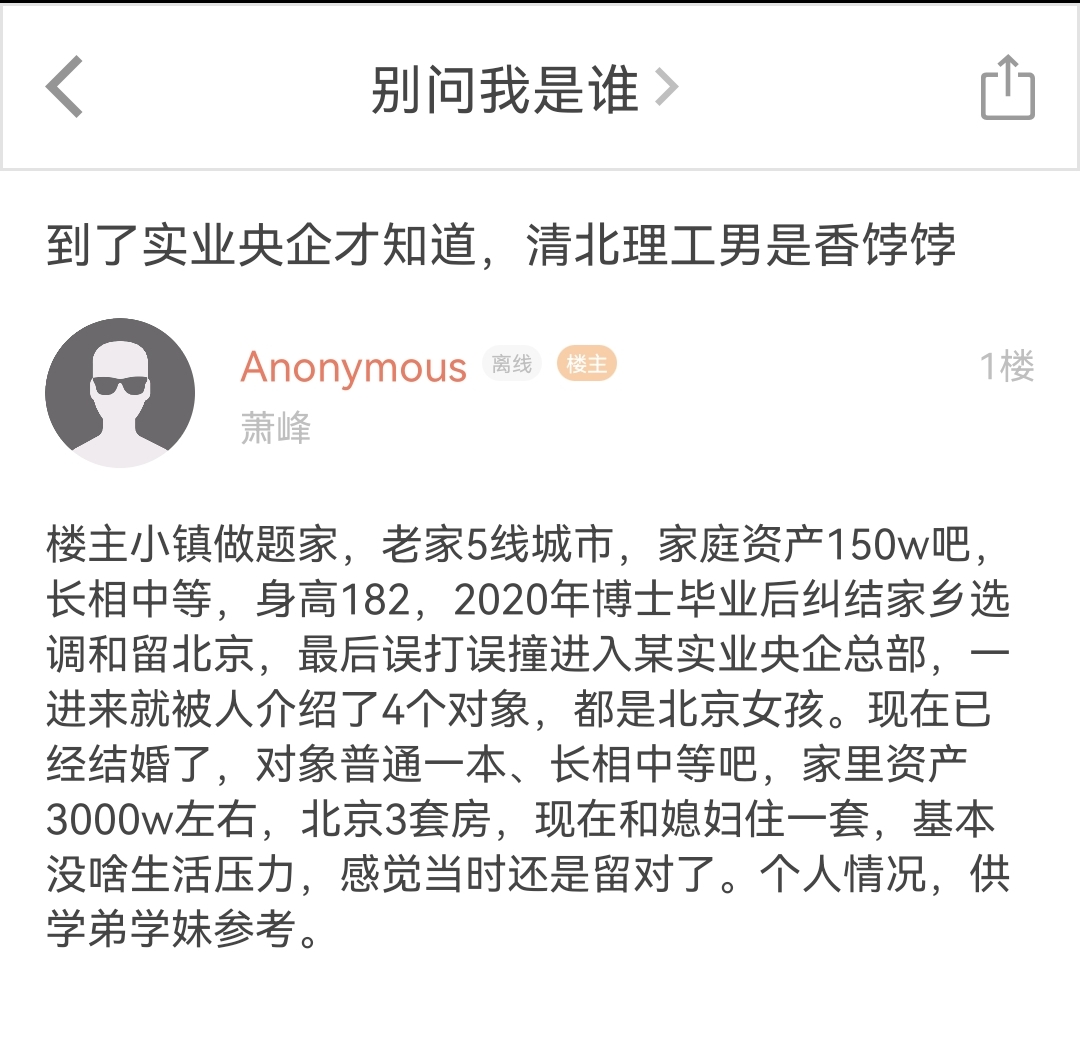 别问我是谁
到了实业央企才知道，清北理工男是香饽饽
Anonymous 离线 楼主 1楼
萧峰
楼主小镇做题家，老家5线城市，家庭资产150w吧，
长相中等，身高182，2020年博士毕业后纠结家乡选
调和留北京，最后误打误撞进入某实业央企总部，一
进来就被人介绍了4个对象，都是北京女孩。现在已
经结婚了，对象普通一本、长相中等吧，家里资产
3000w左右，北京3套房，现在和媳妇住一套，基本
没啥生活压力，感觉当时还是留对了。个人情况，供
学弟学妹参考。